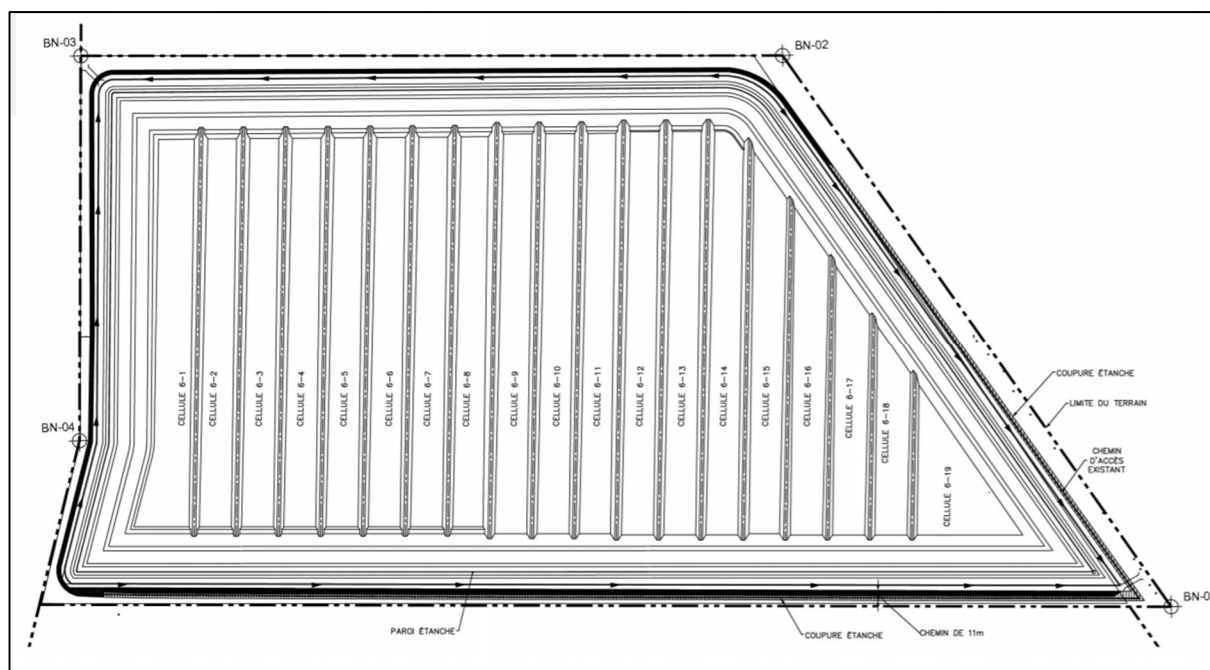 BN-03
BN-02
CELLULE 6-1
CELLULE 6-2
CELLULE 6-3
CELLULE 6-4
CELLULE 6-5
CELLULE 6-6
CELLULE 6-7
CELLULE 6-8
CELLULE 6-9
CELLULE 6-10
CELLULE 6-11
CELLULE 6-12
CELLULE 6-13
CELLULE 6-14
CELLULE 6-15
CELLULE 6-16
CELLULE 6-17
CELLULE 6-18
CELLULE 6-19
COUPURE ÉTANCHE
LIMITE DU TERRAIN
CHEMIN
D'ACCÈS
EXISTANT
BN-04
BN-0
PAROI ÉTANCHE
COUPURE ÉTANCHE
CHEMIN DE 11m